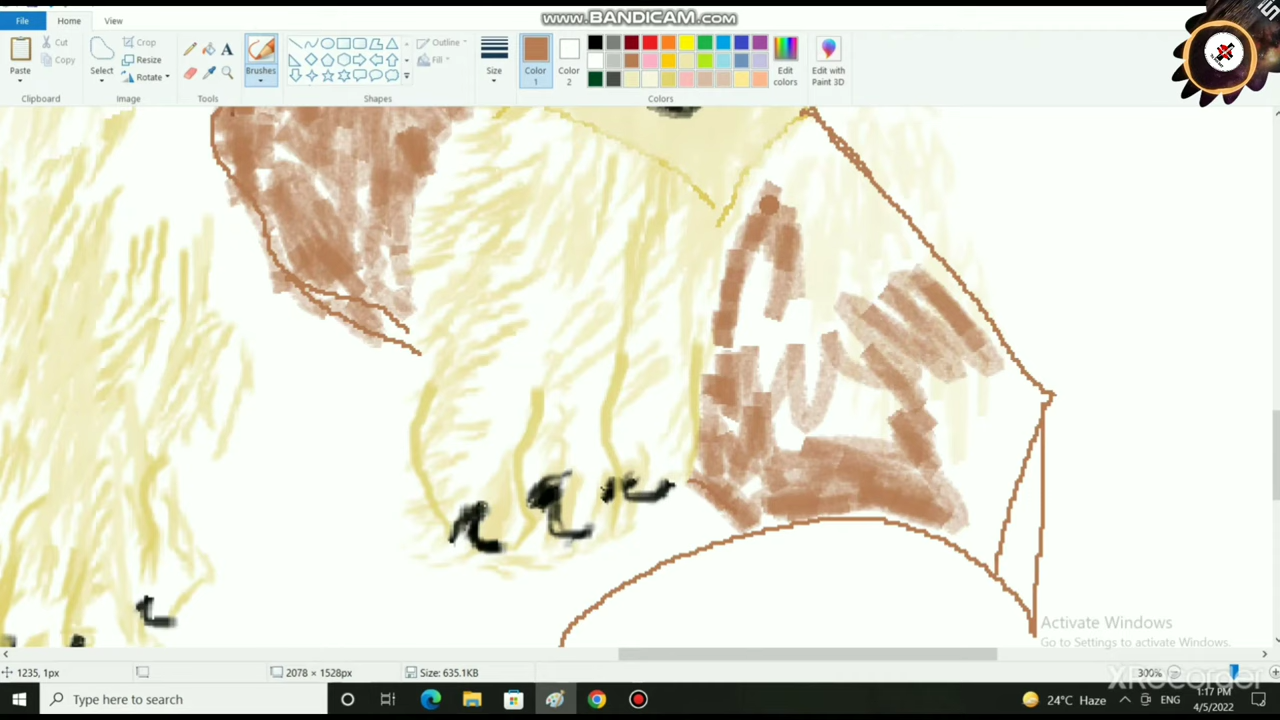 www.BANDICAM.com
File Home View
Paste Cut Copy
Clipboard
Select Crop Resize Rotate
Image
A
Tools
Brushes
Shapes
Outline Fill
Size
Color 1
Color 2
Edit colors
Colors
Edit with Paint 3D
Activate Windows
Go to Settings to activate Windows.
1235, 1px
2078 × 1528px
Size: 635.1KB
300%
XRecorder
Type here to search
24°C Haze
ENG
1:17 PM
4/5/2022